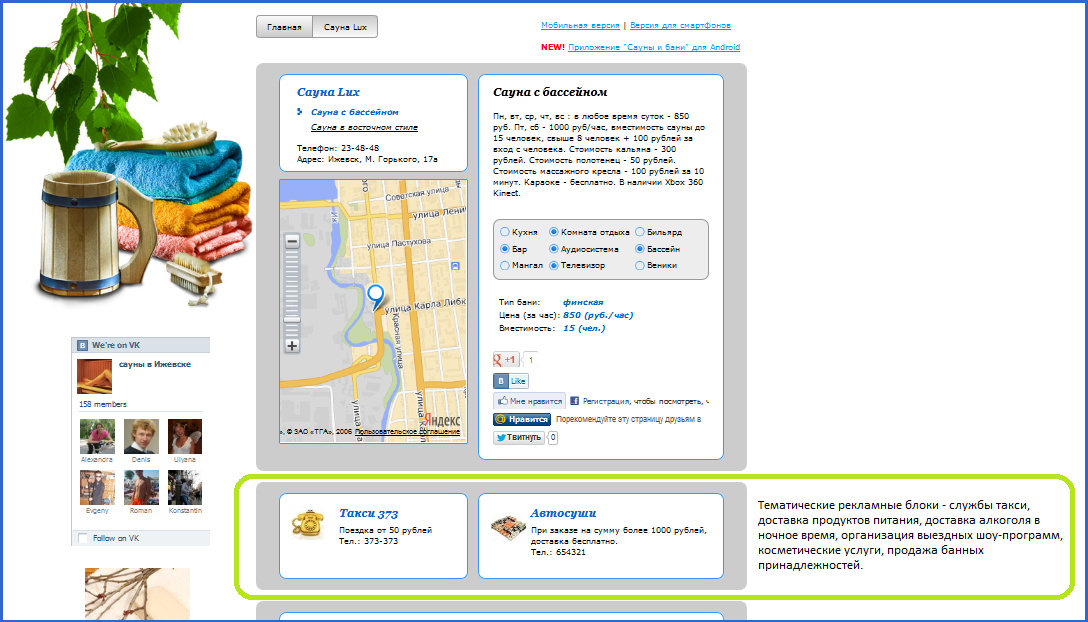 Главная
Сауна Lux
Мобильная версия | Версия для смартфонов
NEW! Приложение "Сауны и бани" для Android
Сауна Lux
Сауна с бассейном
Сауна в восточном стиле
Телефон: 23-48-48
Адрес: Ижевск, М. Горького, 17а
Советская улица
улица Лени
улица Пастухова
улица Карла Либк
Красная улица
улица
улица
Яндекс
», © ЗАО «ТГА», 2006 Пользовательское соглашение
Сауна с бассейном
Пн, вт, ср, чт, вс : в любое время суток - 850
руб. Пт, сб - 1000 руб/час, вместимость сауны до
15 человек, свыше 8 человек + 100 рублей за
вход с человека. Стоимость кальяна - 300
рублей. Стоимость полотенец - 50 рублей.
Стоимость массажного кресла - 100 рублей за 10
минут. Караоке - бесплатно. В наличии Xbox 360
Kinect.
Кухня Комната отдыха Бильярд
Бар Аудиосистема Бассейн
Мангал Телевизор Веники
Тип бани: финская
Цена (за час): 850 (руб./час)
Вместимость: 15 (чел.)
+1 1
B Like
Мне нравится Регистрация, чтобы посмотреть, ч
Нравится Порекомендуйте эту страницу друзьям в
Твитнуть 0
B We're on VK
сауны в Ижевске
158 members
Alexandra Denis Ulyana
Evgeny Roman Konstantin
Follow on VK
Такси 373
Поездка от 50 рублей
Тел.: 373-373
Автосуши
При заказе на сумму более 1000 рублей,
доставка бесплатно.
Тел.: 654321
Тематические рекламные блоки - службы такси,
доставка продуктов питания, доставка алкоголя в
ночное время, организация выездных шоу-программ,
косметические услуги, продажа банных
принадлежностей.